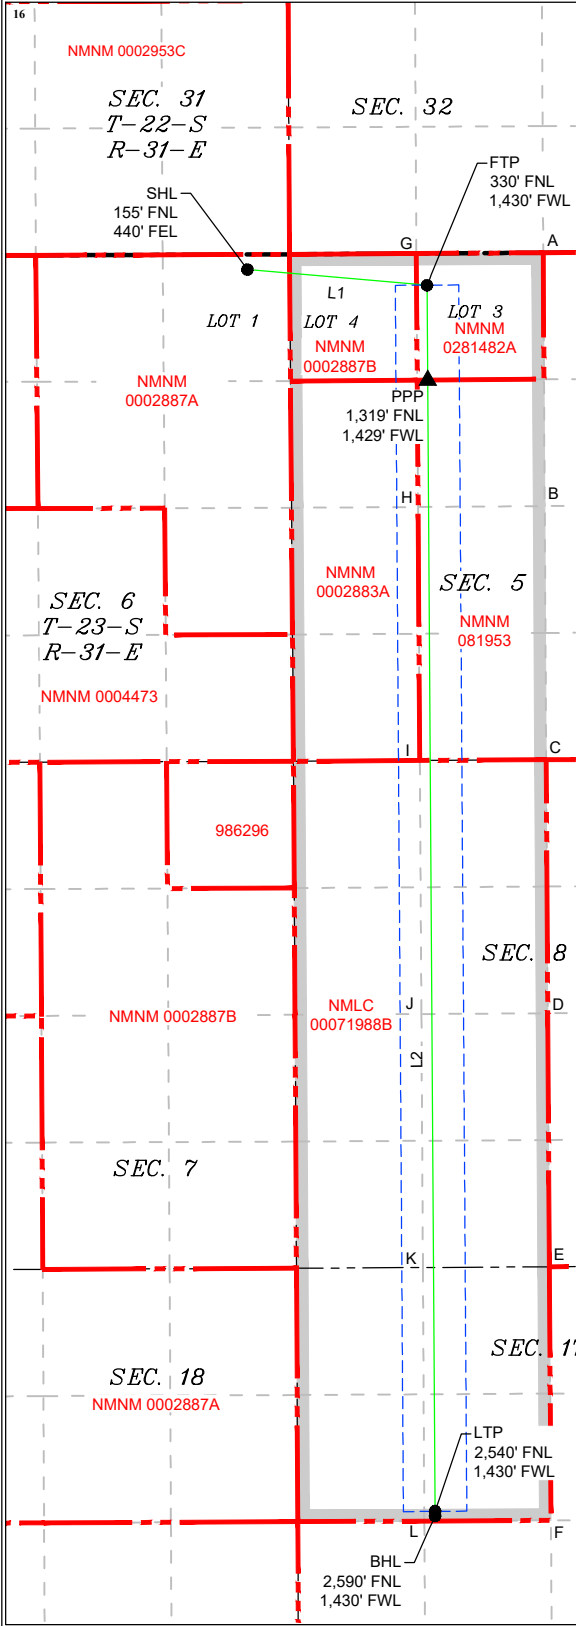 16
NMNM 0002953C
SEC. 31
T-22-S
R-31-E
SEC. 32
SHL
155' FNL
440' FEL
FTP
330' FNL
1,430' FWL
G
A
L1
LOT 1
LOT 4
LOT 3
NMNM
0281482A
NMNM
0002887B
NMNM
0002887A
PPP
1,319' FNL
1,429' FWL
H
B
NMNM
0002883A
SEC. 5
NMNM
081953
SEC. 6
T-23-S
R-31-E
NMNM 0004473
I
C
986296
SEC. 8
NMNM 0002887B
NMLC
00071988B
J
D
L2
SEC. 7
K
E
SEC. 17
SEC. 18
NMNM 0002887A
LTP
2,540' FNL
1,430' FWL
L
F
BHL
2,590' FNL
1,430' FWL